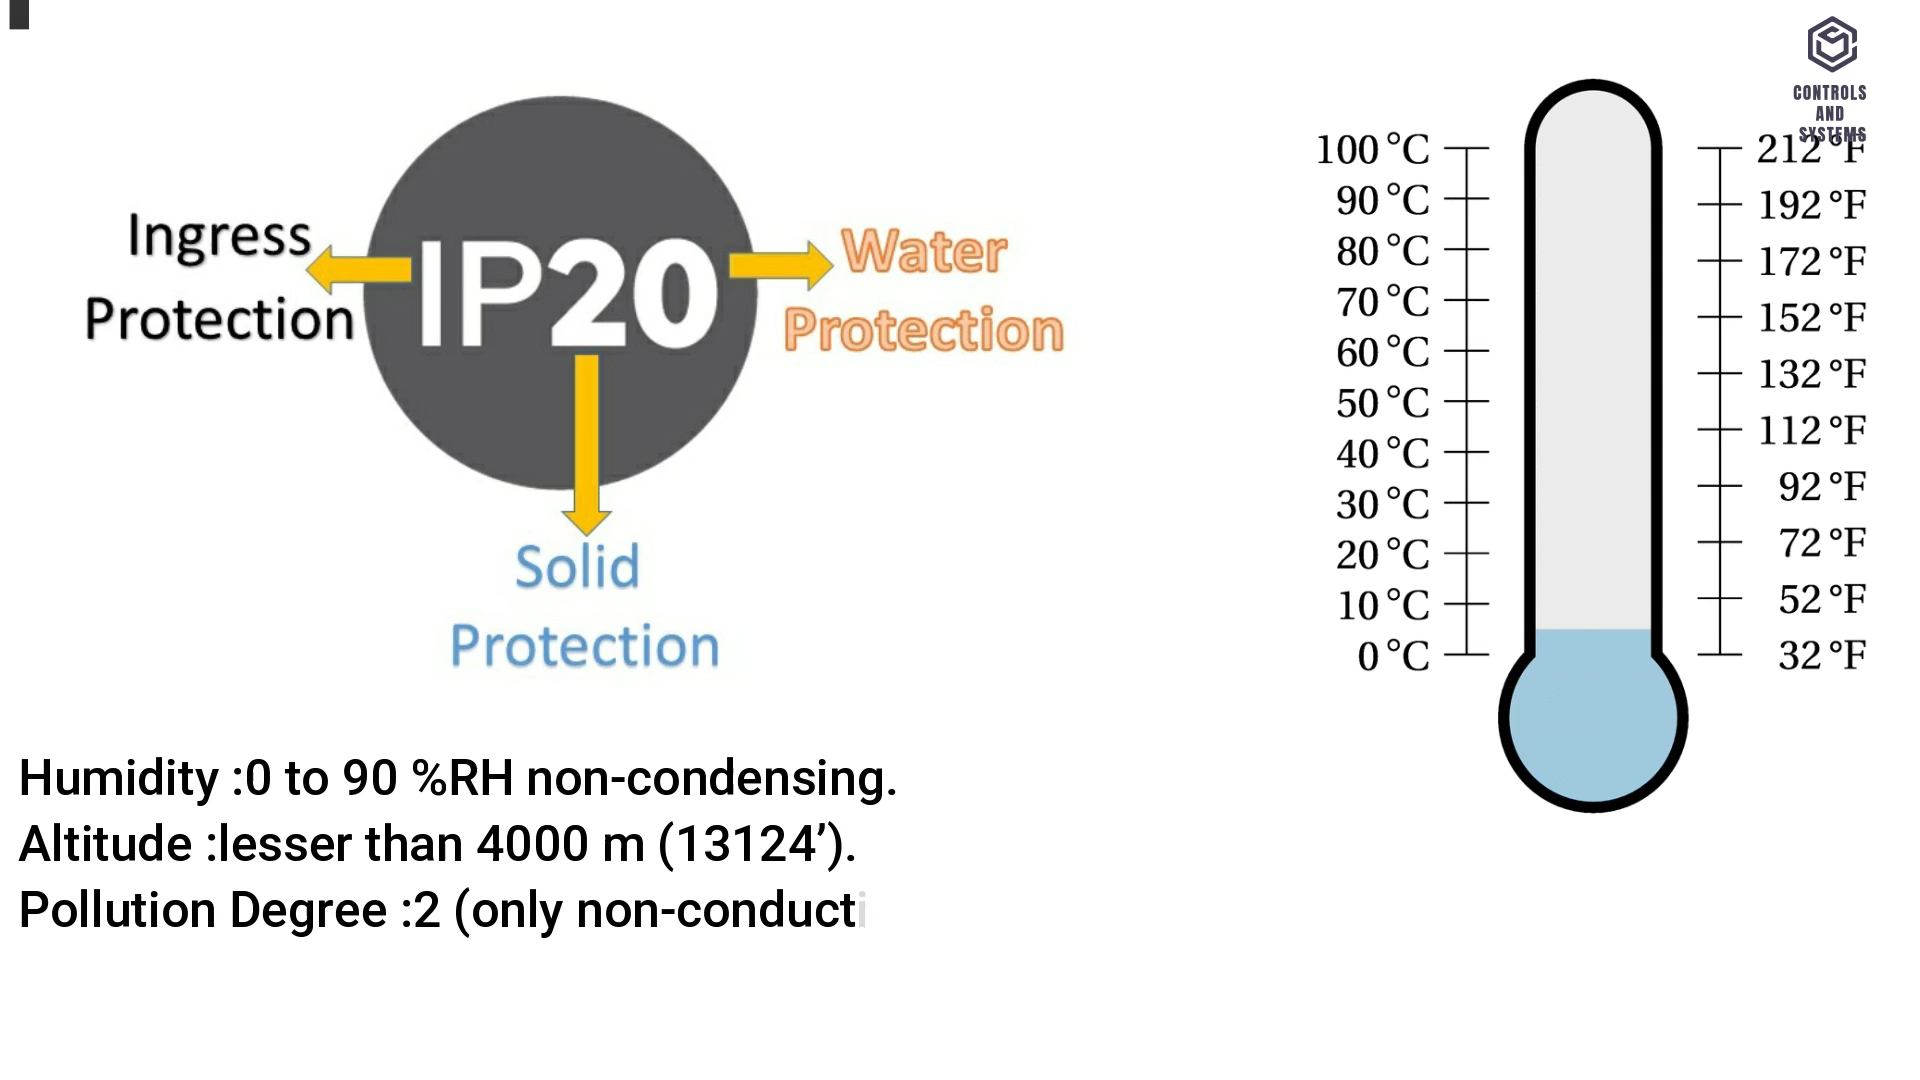 CONTROLS
AND
SYSTEMS
Ingress
Protection
IP20
Water
Protection
Solid
Protection
100 °C
90 °C
80 °C
70 °C
60 °C
50 °C
40 °C
30 °C
20 °C
10 °C
0 °C
212 °F
192 °F
172 °F
152 °F
132 °F
112 °F
92 °F
72 °F
52 °F
32 °F
Humidity :0 to 90 %RH non-condensing.
Altitude :lesser than 4000 m (13124’).
Pollution Degree :2 (only non-conducti